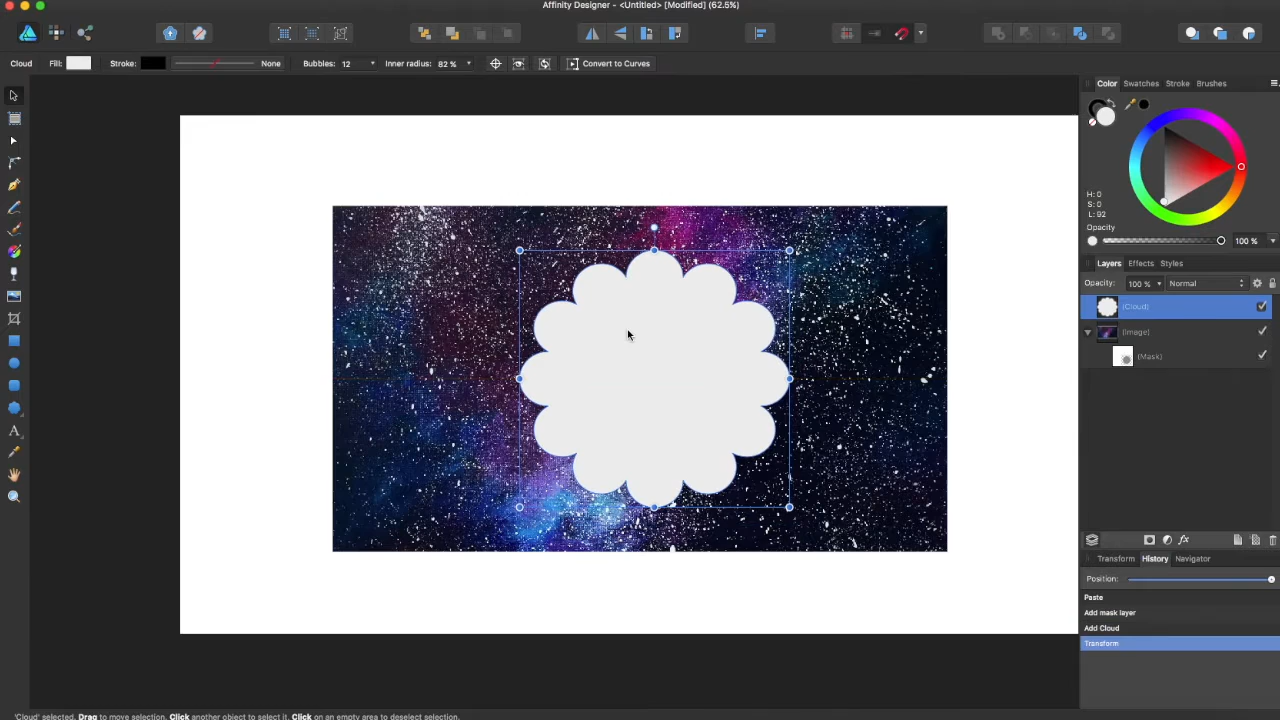 Affinity Designer - <Untitled> [Modified] (62.5%)
Cloud Fill: Stroke: None Bubbles: 12 Inner radius: 82 % Convert to Curves
Color Swatches Stroke Brushes
H: 0
S: 0
L: 92
Opacity
100 %
Layers Effects Styles
Opacity: 100 % Normal
(Cloud)
(Image)
(Mask)
Transform History Navigator
Position:
Paste
Add mask layer
Add Cloud
Transform
'Cloud' selected. Drag to move selection. Click another object to select it. Click on an empty area to deselect selection.